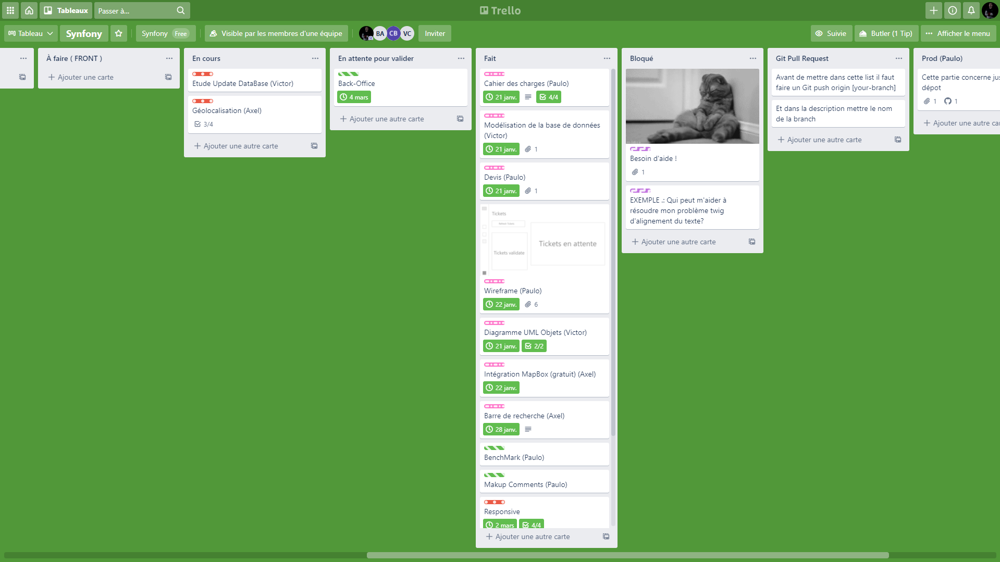 Tableaux
Passer à...
Trello
Tableau
Synfony
Synfony Free
Visible par les membres d'une équipe
BA
CB
VC
Inviter
Suivie
Butler (1 Tip)
Afficher le menu
À faire ( FRONT )
Ajouter une carte
En cours
Etude Update DataBase (Victor)
Géolocalisation (Axel)
3/4
Ajouter une autre carte
En attente pour valider
Back-Office
4 mars
Ajouter une autre carte
Fait
Cahier des charges (Paulo)
21 janv. 4/4
Modélisation de la base de données
(Victor)
21 janv. 1
Devis (Paulo)
21 janv. 1
Tickets
Refresh Tickets
Tickets en attente
Tickets validate
Wireframe (Paulo)
22 janv. 6
Diagramme UML Objets (Victor)
21 janv. 2/2
Intégration MapBox (gratuit) (Axel)
22 janv.
Barre de recherche (Axel)
28 janv.
BenchMark (Paulo)
Makup Comments (Paulo)
Responsive
2 mars 4/4
Ajouter une autre carte
Bloqué
Besoin d'aide !
1
EXEMPLE .: Qui peut m'aider à
résoudre mon problème twig
d'alignement du texte?
Ajouter une autre carte
Git Pull Request
Avant de mettre dans cette list il faut
faire un Git push origin [your-branch]
Et dans la description mettre le nom
de la branch
Ajouter une autre carte
Prod (Paulo)
Cette partie concerne jus
dépot
1 1
Ajouter une autre car